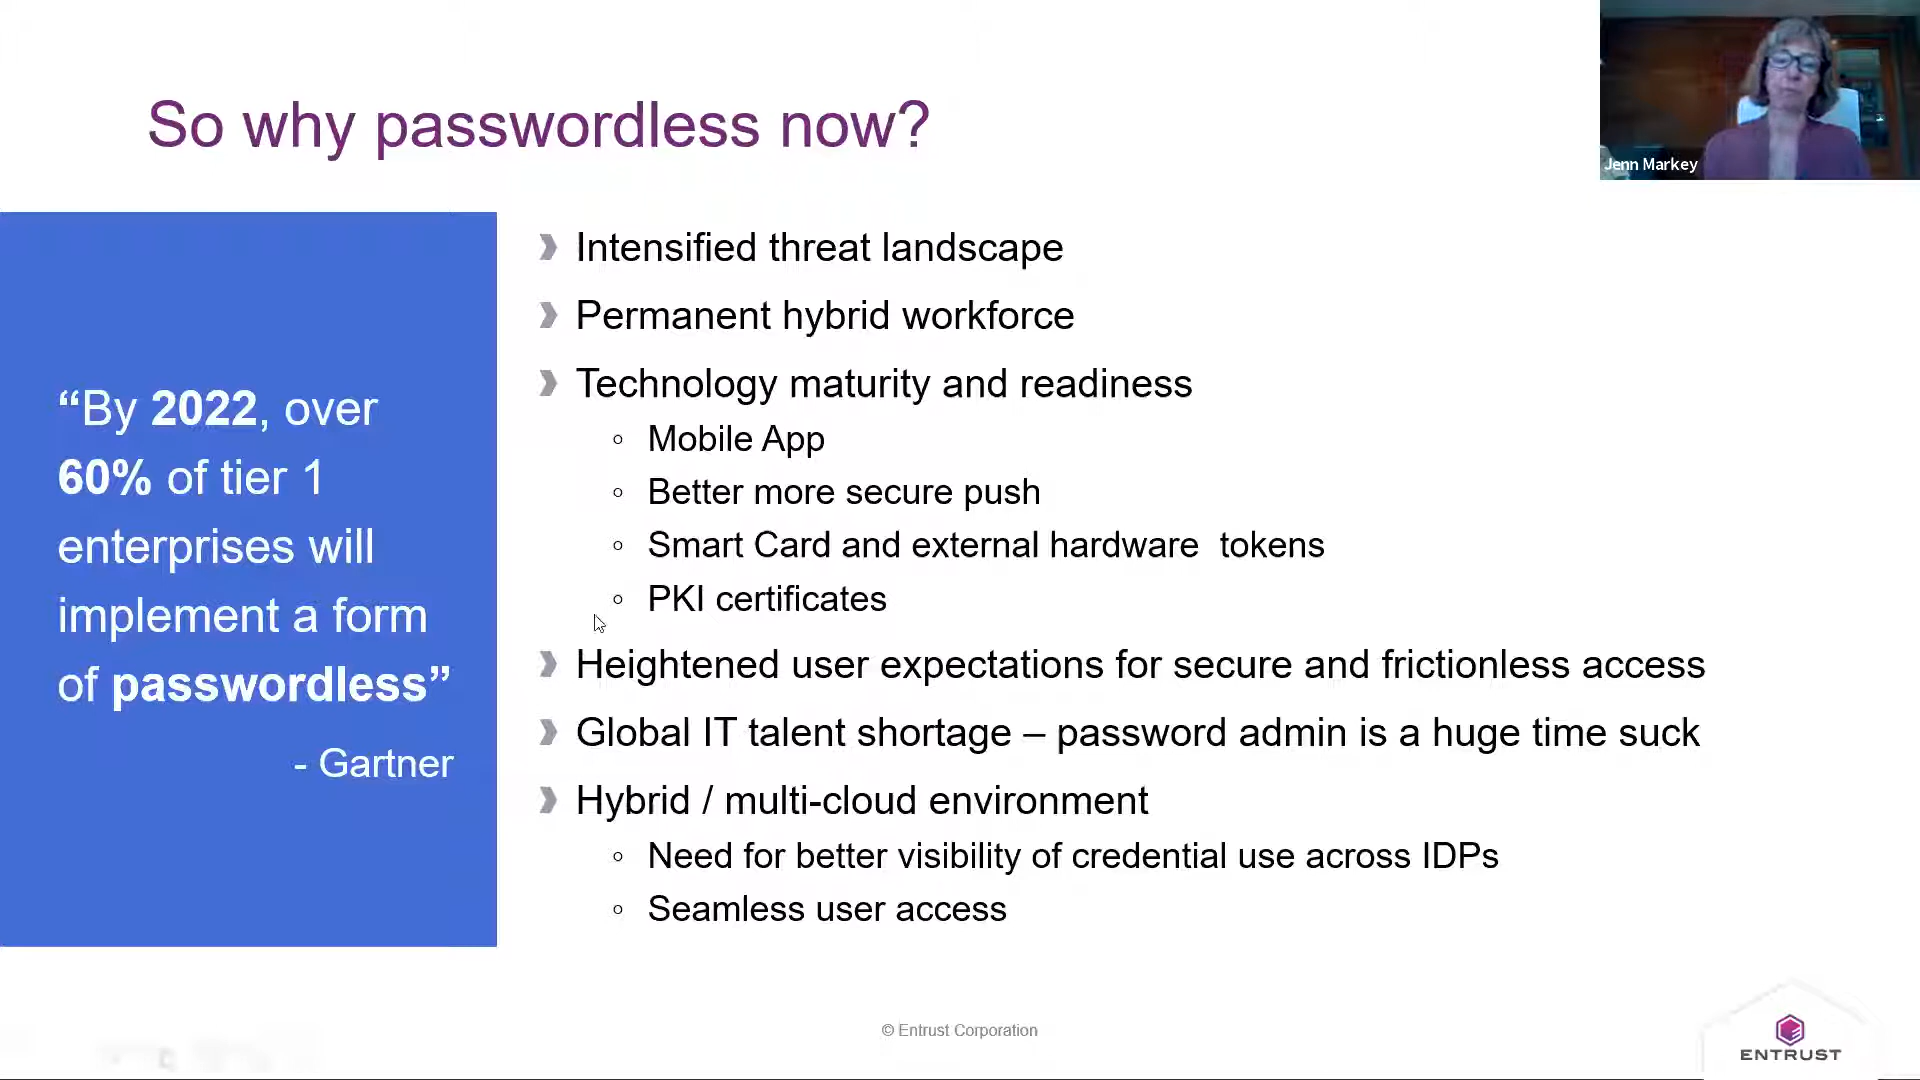 So why passwordless now?
Jenn Markey
“By 2022, over
60% of tier 1
enterprises will
implement a form
of passwordless”
- Gartner
Intensified threat landscape
Permanent hybrid workforce
Technology maturity and readiness
Mobile App
Better more secure push
Smart Card and external hardware  tokens
PKI certificates
Heightened user expectations for secure and frictionless access
Global IT talent shortage – password admin is a huge time suck
Hybrid / multi-cloud environment
Need for better visibility of credential use across IDPs
Seamless user access
© Entrust Corporation
ENTRUST